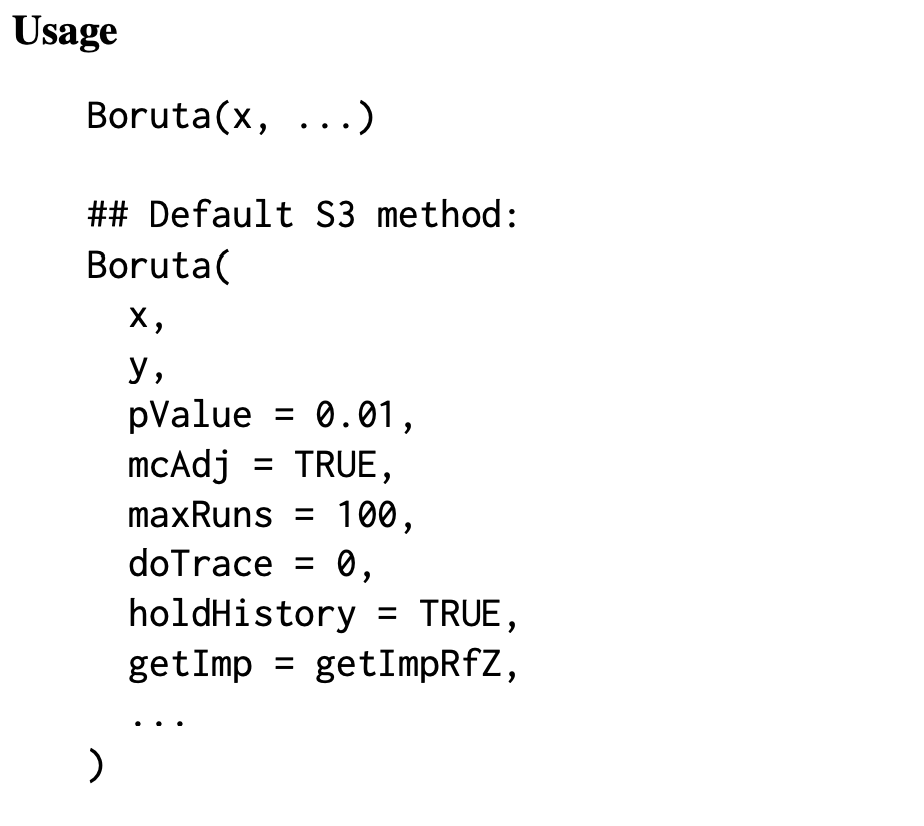 Usage
Boruta(x, ...)
## Default S3 method:
Boruta(
x,
y,
pValue = 0.01,
mcAdj = TRUE,
maxRuns = 100,
doTrace = 0,
holdHistory = TRUE,
getImp = getImpRfZ,
...
)